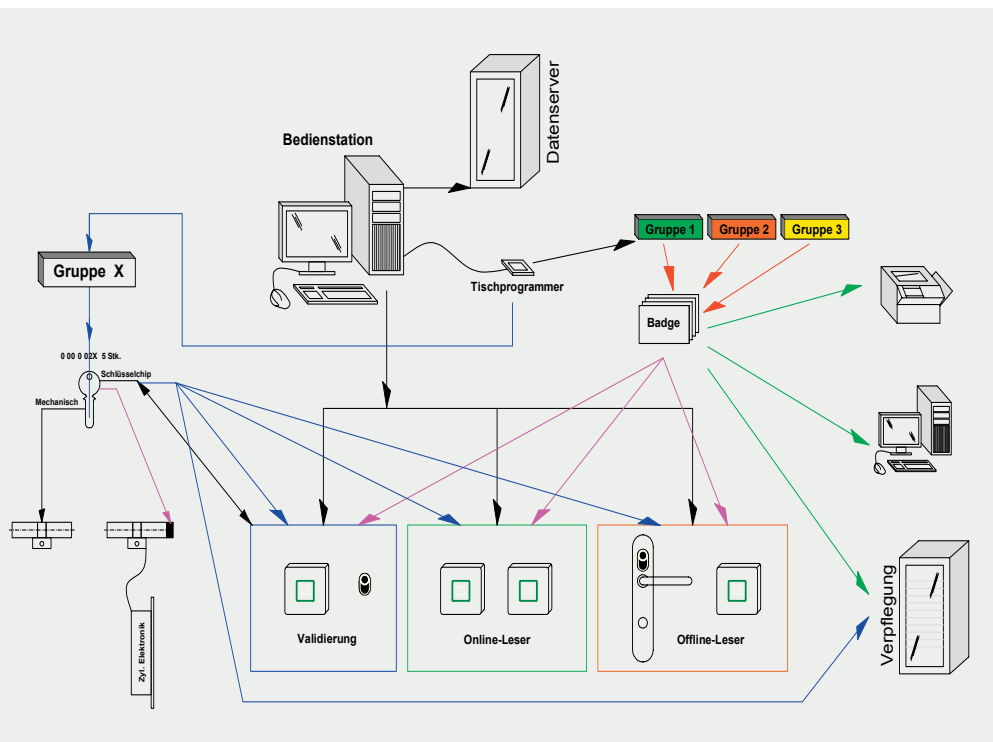 Datenserver
Bedienstation
Gruppe 1
Gruppe 2
Gruppe 3
Gruppe X
Tischprogrammer
Badge
0 00 0 02X 5 Stk.
Schlüsselchip
Mechanisch
Zyl. Elektronik
Validierung
Online-Leser
Offline-Leser
Verpflegung